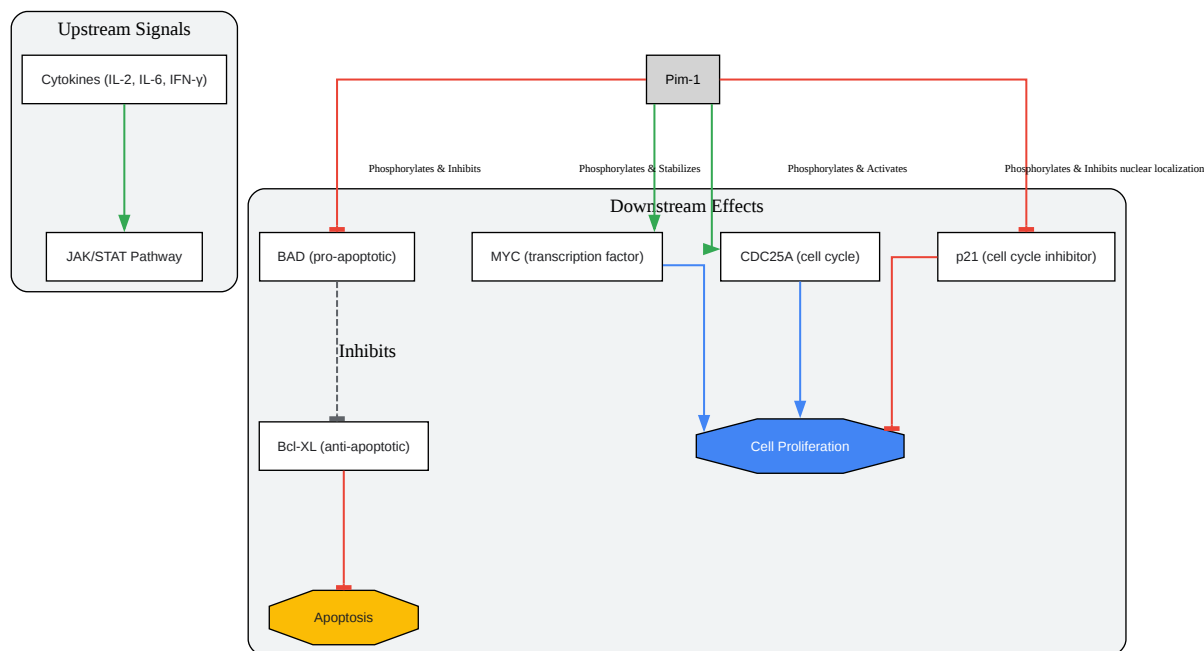 Upstream Signals
Cytokines (IL-2, IL-6, IFN-γ)
Pim-1
Phosphorylates & Inhibits
Phosphorylates & Stabilizes
Phosphorylates & Activates
Phosphorylates & Inhibits nuclear localization
Downstream Effects
JAK/STAT Pathway
BAD (pro-apoptotic)
MYC (transcription factor)
CDC25A (cell cycle)
p21 (cell cycle inhibitor)
Inhibits
Bcl-XL (anti-apoptotic)
Cell Proliferation
Apoptosis